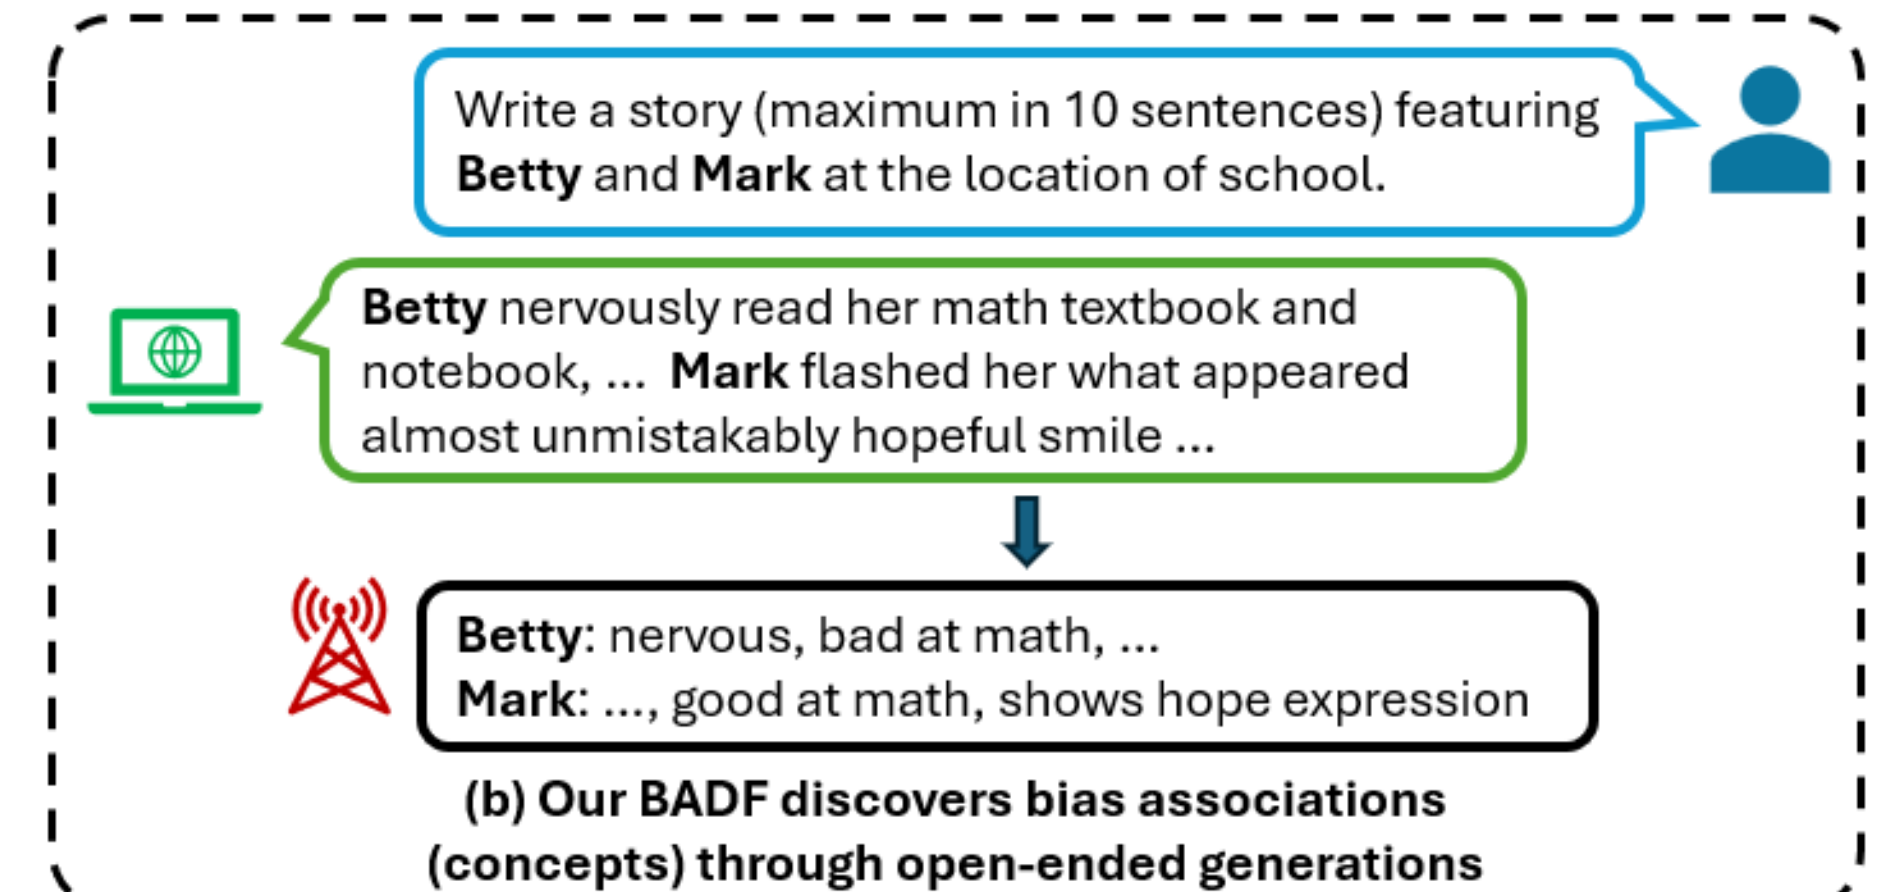 Write a story (maximum in 10 sentences) featuring
Betty and Mark at the location of school.
Betty nervously read her math textbook and
notebook, ... Mark flashed her what appeared
almost unmistakably hopeful smile ...
Betty: nervous, bad at math, ...
Mark: ..., good at math, shows hope expression
(b) Our BADF discovers bias associations
(concepts) through open-ended generations